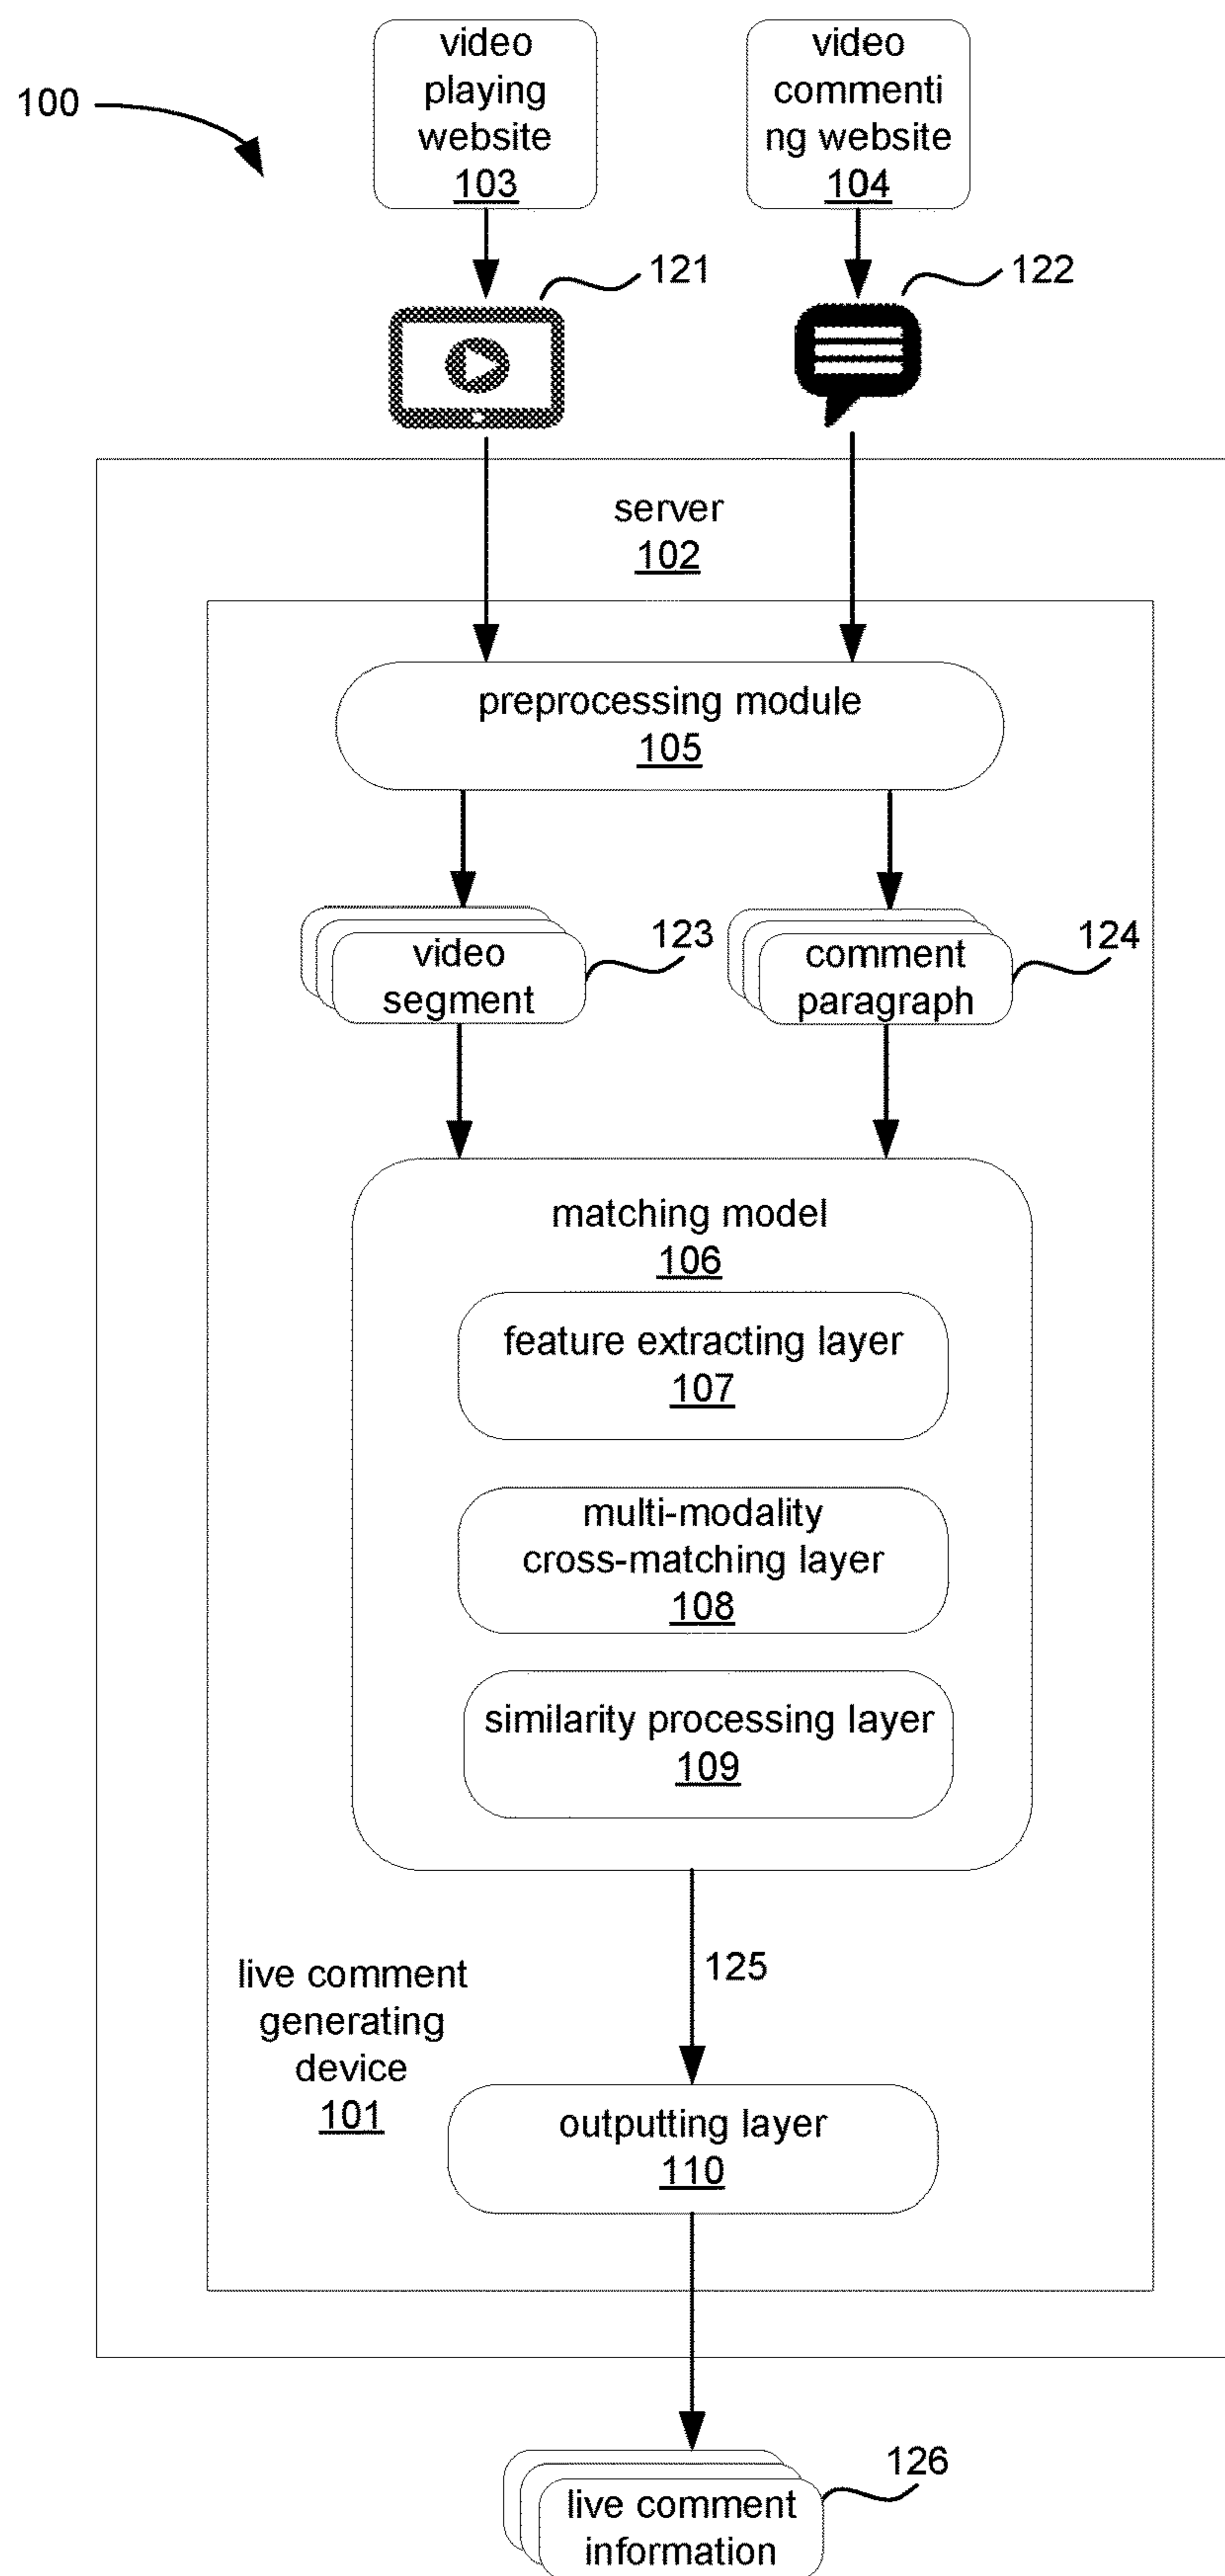 video
playing
website
103
video
commenti
ng website
104
100
121
122
server
102
preprocessing module
105
video
segment
123
comment
paragraph
124
matching model
106
feature extracting layer
107
multi-modality
cross-matching layer
108
similarity processing layer
109
125
live comment
generating
device
101
outputting layer
110
126
live comment
information